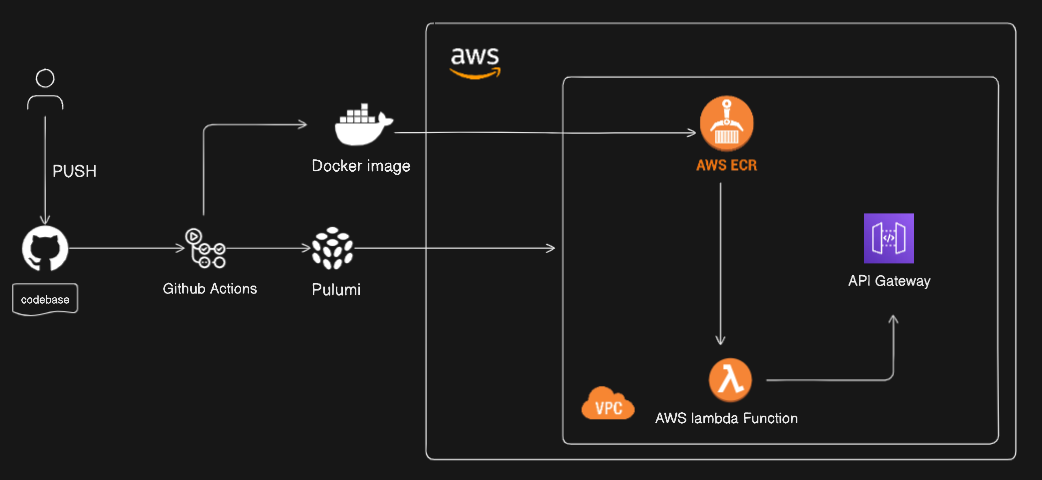 aws
PUSH
Docker image
AWS ECR
codebase
Github Actions
Pulumi
API Gateway
VPC
λ
AWS lambda Function